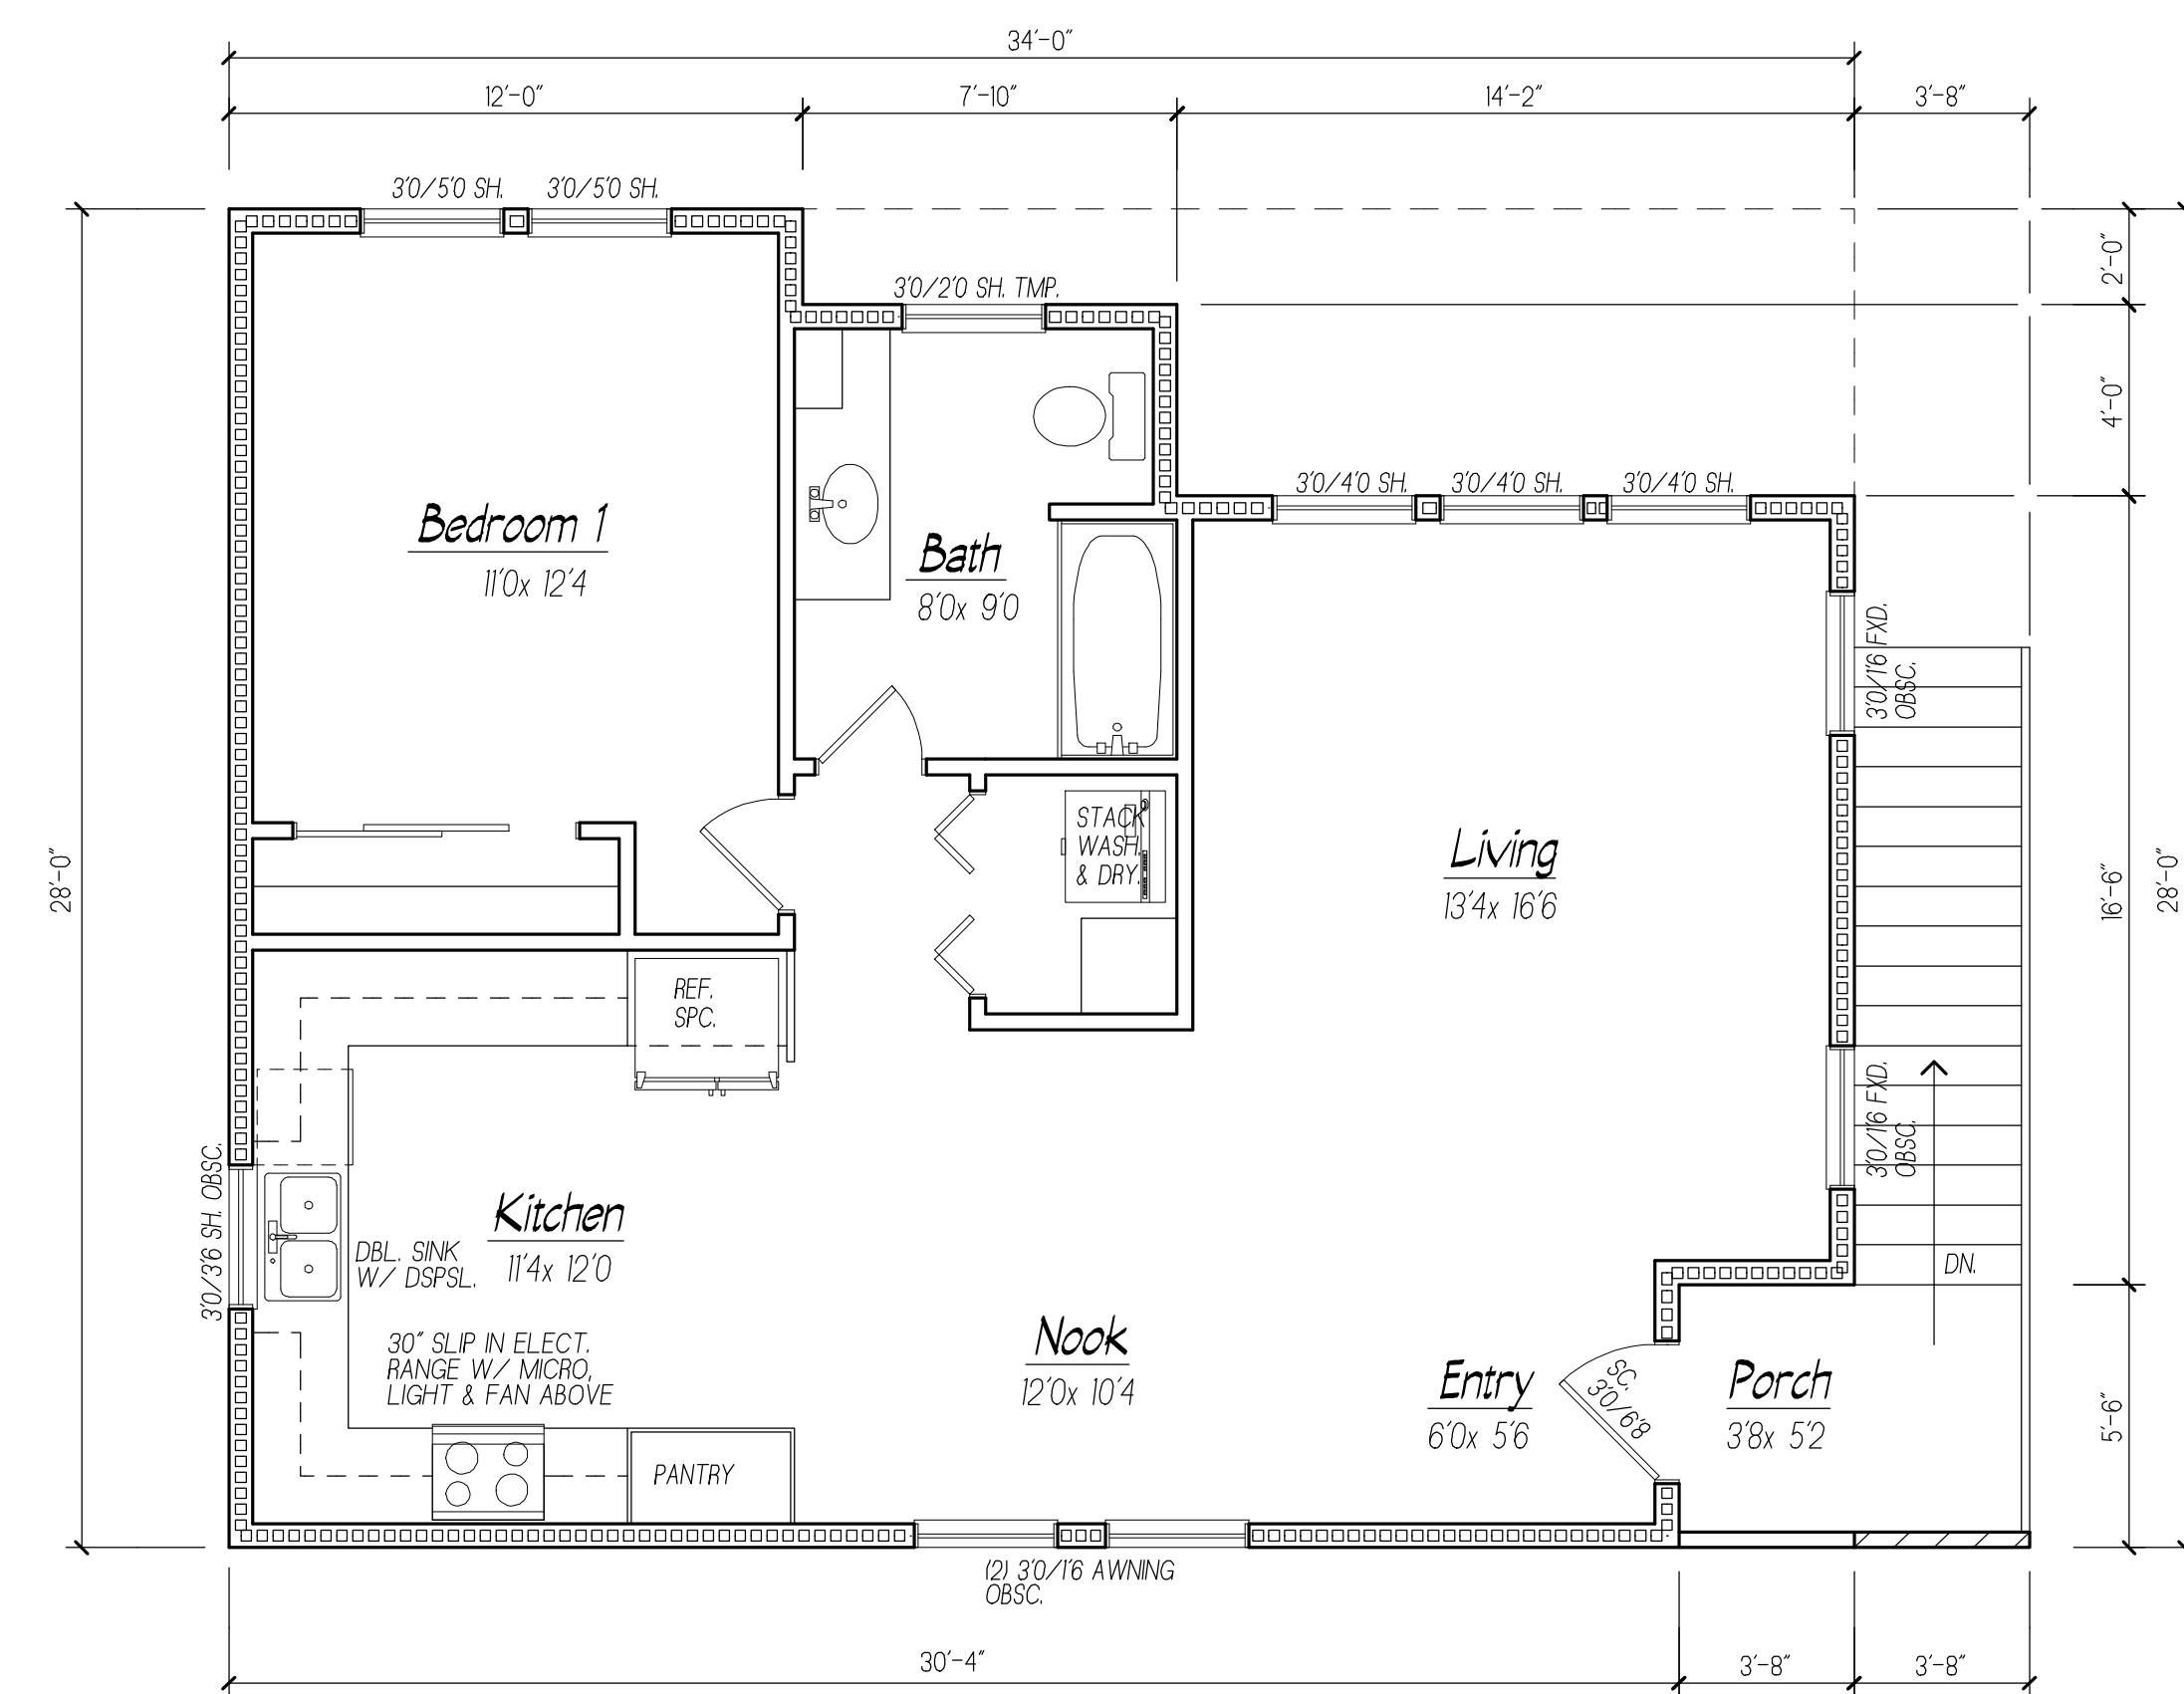 34'-0"
12'-0"
7'-10"
14'-2"
3'-8"
3'0/5'0 SH.
3'0/5'0 SH.
3'0/2'0 SH. TMP.
2'-0"
4'-0"
3'0/4'0 SH.
3'0/4'0 SH.
3'0/4'0 SH.
Bedroom 1
11'0x 12'4
Bath
8'0x 9'0
3'0/1'6 FXD.
OBSC.
STACK
WASH.
& DRY.
Living
13'4x 16'6
28'-0"
16'-6"
28'-0"
REF.
SPC.
3'0/1'6 FXD.
OBSC.
3'0/3'6 SH. OBSC.
Kitchen
11'4x 12'0
DBL. SINK
W/ DSPSL.
DN.
30" SLIP IN ELECT.
RANGE W/ MICRO,
LIGHT & FAN ABOVE
Nook
12'0x 10'4
Entry
6'0x 5'6
SC.
3'0/6'8
Porch
3'8x 5'2
5'-6"
PANTRY
(2) 3'0/1'6 AWNING
OBSC.
30'-4"
3'-8"
3'-8"